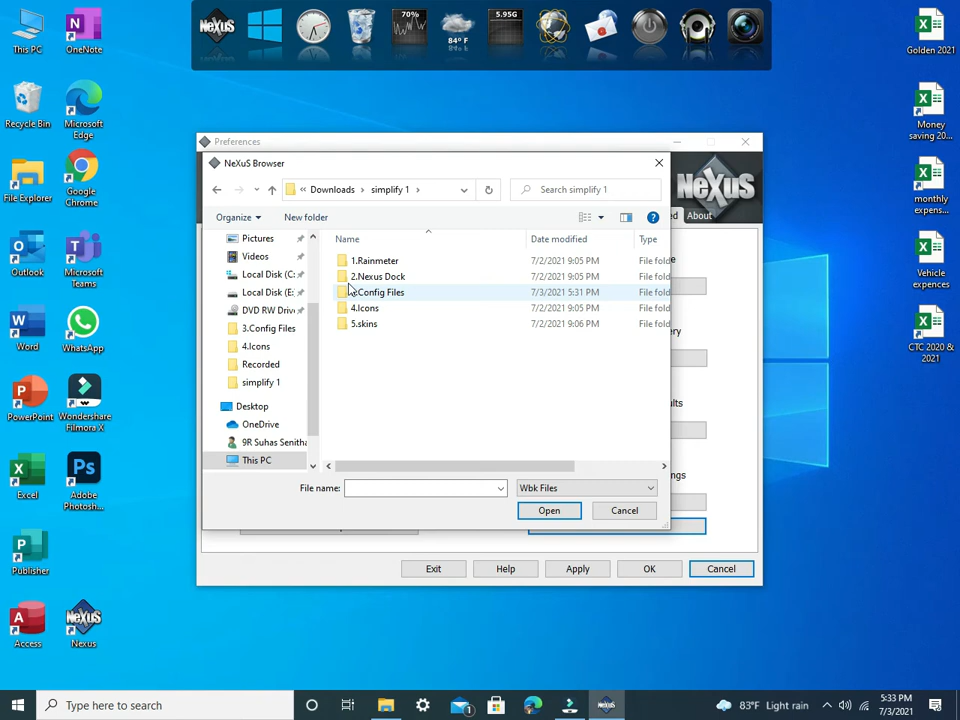 This PC
OneNote
Recycle Bin
Microsoft
Edge
File Explorer
Google
Chrome
Outlook
Microsoft
Teams
Word
WhatsApp
PowerPoint
Wondershare
Filmora X
Excel
Adobe
Photosh...
Publisher
Access
Nexus
NeXuS
70%
84° F
5.95G
Golden 2021
Money
saving 20...
monthly
expens...
Vehicle
expences
CTC 2020 &
2021
Preferences
NeXuS
About
NeXuS Browser
« Downloads > simplify 1 >
Search simplify 1
Organize
New folder
Pictures
Videos
Local Disk (C:
Local Disk (E:
DVD RW Drive
3.Config Files
4.Icons
Recorded
simplify 1
Desktop
OneDrive
9R Suhas Senitha
This PC
Name Date modified Type
1.Rainmeter 7/2/2021 9:05 PM File fold
2.Nexus Dock 7/2/2021 9:05 PM File fold
.Config Files 7/3/2021 5:31 PM File fold
4.Icons 7/2/2021 9:05 PM File fold
5.skins 7/2/2021 9:06 PM File fold
File name:
Wbk Files
Open
Cancel
Exit
Help
Apply
OK
Cancel
Type here to search
1
83°F Light rain
5:33 PM
7/3/2021